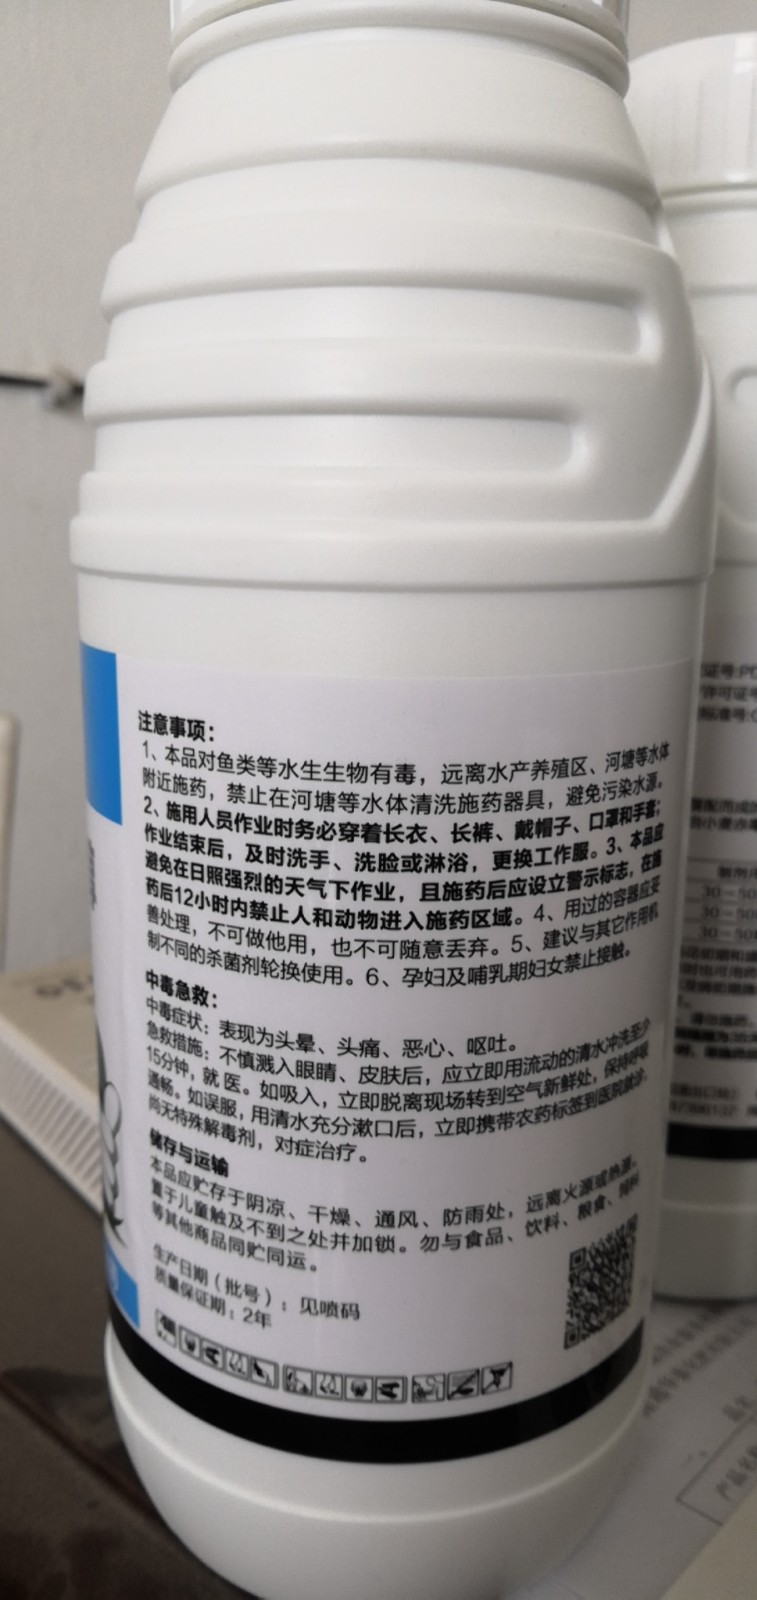 注意事项：
1、本品对鱼类等水生生物有毒，远离水产养殖区、河塘等水体
附近施药，禁止在河塘等水体清洗施药器具，避免污染水源。
2、施用人员作业时务必穿着长衣、长裤、戴帽子、口罩和手套；
作业结束后，及时洗手、洗脸或淋浴，更换工作服。3、本品应
避免在日照强烈的天气下作业，且施药后应设立警示标志，在施
药后12小时内禁止人和动物进入施药区域。4、用过的容器应妥
善处理，不可做他用，也不可随意丢弃。5、建议与其它作用机
制不同的杀菌剂轮换使用。6、孕妇及哺乳期妇女禁止接触。
中毒急救：
中毒症状：表现为头晕、头痛、恶心、呕吐。
急救措施：不慎溅入眼睛、皮肤后，应立即用流动的清水冲洗至少
15分钟，就医。如吸入，立即脱离现场转到空气新鲜处，保持呼吸
通畅。如误服，用清水充分漱口后，立即携带农药标签到医院就诊。
尚无特殊解毒剂，对症治疗。
储存与运输
本品应贮存于阴凉、干燥、通风、防雨处，远离火源或热源。
置于儿童触及不到之处并加锁。勿与食品、饮料、粮食、饲料
等其他商品同贮同运。
生产日期（批号）：见喷码
质量保证期：2年
证号:PD
许可证号
标准号: